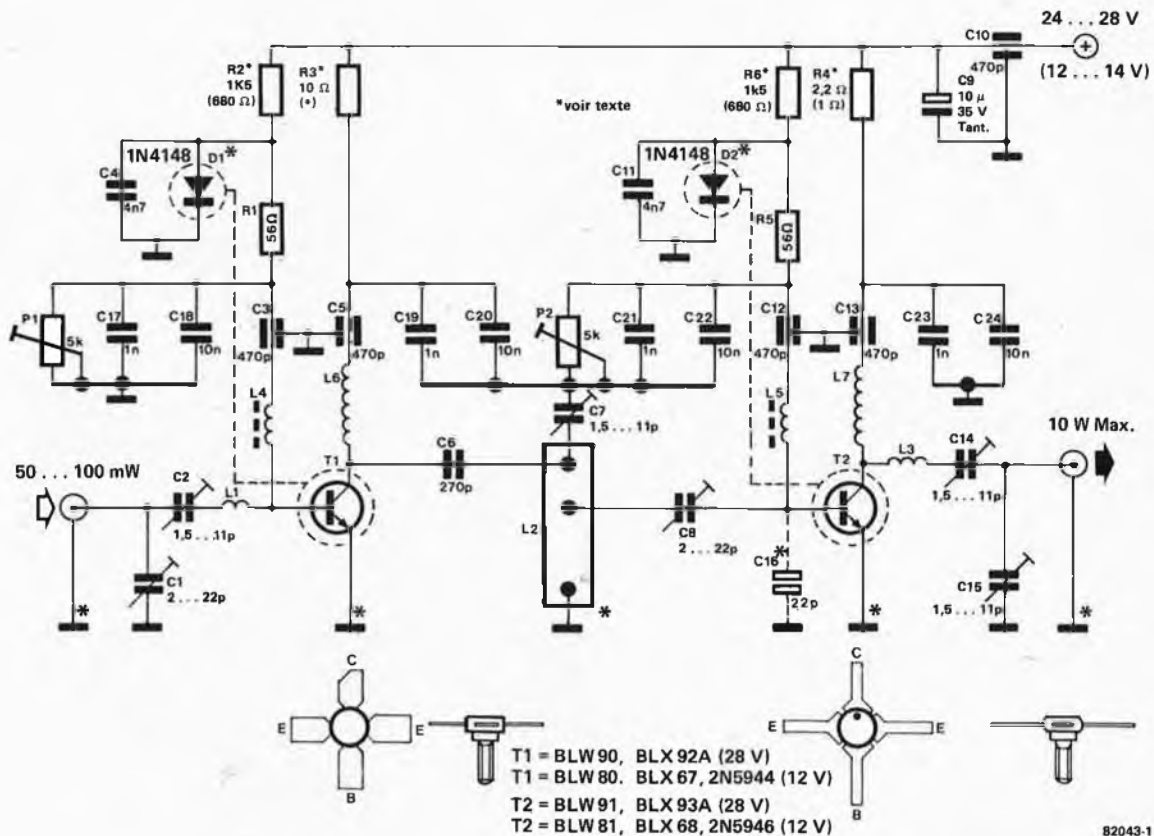 24 ... 28 V
C10
470p
(12 ... 14 V)
R2*
1K5
(680 Ω)
R3*
10 Ω
(*)
R6*
1k5
(680 Ω)
R4*
2,2 Ω
(1 Ω)
C9
10 µ
35 V
Tant.
*voir texte
1N4148
D1*
C4
4n7
R1
56Ω
1N4148
D2*
C11
4n7
R5
56Ω
P1
5k
C17
1n
C18
10n
C3
470p
C5
470p
C19
1n
C20
10n
P2
5k
C21
1n
C22
10n
C12
470p
C13
470p
C23
1n
C24
10n
L4
L6
C7
1,5 ... 11p
L5
L7
50 ... 100 mW
C2
1,5 ... 11p
L1
T1
C6
270p
L2
C8
2 ... 22p
T2
L3
C14
1,5 ... 11p
10 W Max.
C1
2 ... 22p
*
*
*
C16
*
22p
*
C15
1,5 ... 11p
*
C
E
E
B
C
E
E
B
T1 = BLW 90, BLX 92A (28 V)
T1 = BLW 80. BLX 67, 2N5944 (12 V)
T2 = BLW 91, BLX 93A (28 V)
T2 = BLW 81, BLX 68, 2N5946 (12 V)
82043-1